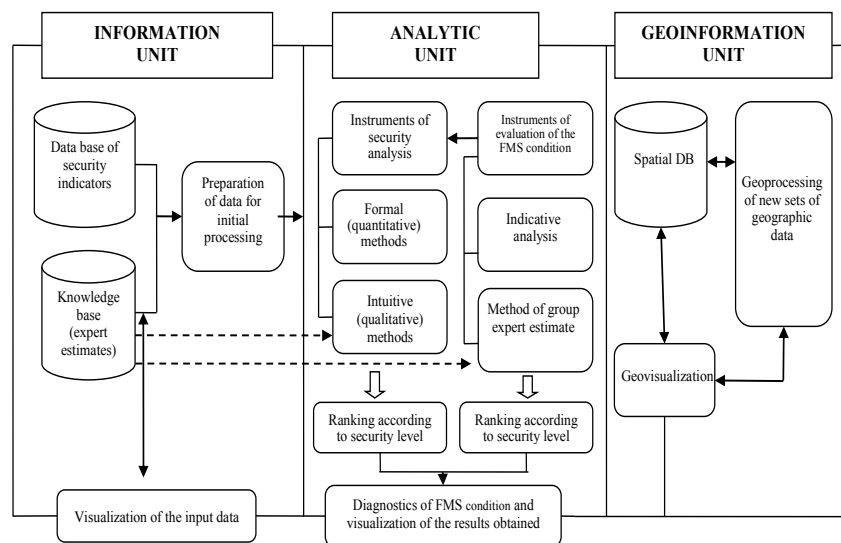 INFORMATION
UNIT
ANALYTIC
UNIT
GEOINFORMATION
UNIT
Data base of
security
indicators
Preparation
of data for
initial
processing
Knowledge
base
(expert
estimates)
Visualization of the input data
Instruments of
security
analysis
Instruments of
evaluation of the
FMS condition
Formal
(quantitative)
methods
Indicative
analysis
Intuitive
(qualitative)
methods
Method of group
expert estimate
Ranking according
to security level
Ranking according
to security level
Diagnostics of FMS condition and
visualization of the results obtained
Spatial DB
Geoprocessing
of new sets of
geographic
data
Geovisualization